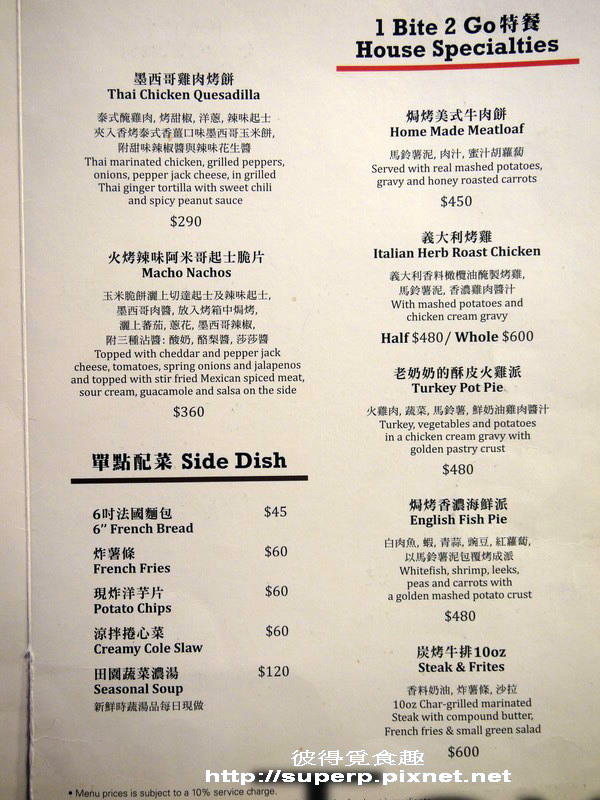 墨西哥雞肉烤餅
Thai Chicken Quesadilla
泰式醃雞肉, 烤甜椒, 洋蔥, 辣味起士
夾入香烤泰式香薑口味墨西哥玉米餅,
附甜味辣椒醬與辣味花生醬
Thai marinated chicken, grilled peppers,
onions, pepper jack cheese, in grilled
Thai ginger tortilla with sweet chili
and spicy peanut sauce
$290
火烤辣味阿米哥起士脆片
Macho Nachos
玉米脆餅灑上切達起士及辣味起士,
墨西哥肉醬, 放入烤箱中焗烤,
灑上蕃茄, 蔥花, 墨西哥辣椒,
附三種沾醬: 酸奶, 酪梨醬, 莎莎醬
Topped with cheddar and pepper jack
cheese, tomatoes, spring onions and jalapenos
and topped with stir fried Mexican spiced meat,
sour cream, guacamole and salsa on the side
$360
單點配菜 Side Dish
6吋法國麵包 $45
6" French Bread
炸薯條 $60
French Fries
現炸洋芋片 $60
Potato Chips
涼拌捲心菜 $60
Creamy Cole Slaw
田園蔬菜濃湯 $120
Seasonal Soup
新鮮時蔬湯品每日現做
• Menu prices is subject to a 10% service charge.
1 Bite 2 Go特餐
House Specialties
焗烤美式牛肉餅
Home Made Meatloaf
馬鈴薯泥, 肉汁, 蜜汁胡蘿蔔
Served with real mashed potatoes,
gravy and honey roasted carrots
$450
義大利烤雞
Italian Herb Roast Chicken
義大利香料橄欖油醃製烤雞,
馬鈴薯泥, 香濃雞肉醬汁
With mashed potatoes and
chicken cream gravy
Half $480/ Whole $600
老奶奶的酥皮火雞派
Turkey Pot Pie
火雞肉, 蔬菜, 馬鈴薯, 鮮奶油雞肉醬汁
Turkey, vegetables and potatoes
in a chicken cream gravy with
golden pastry crust
$480
焗烤香濃海鮮派
English Fish Pie
白肉魚, 蝦, 青蒜, 豌豆, 紅蘿蔔,
以馬鈴薯泥包覆烤成派
Whitefish, shrimp, leeks,
peas and carrots with
a golden mashed potato crust
$480
炭烤牛排10oz
Steak & Frites
香料奶油, 炸薯條, 沙拉
10oz Char-grilled marinated
Steak with compound butter,
French fries & small green salad
$600
彼得覓食趣
http://superp.pixnet.net